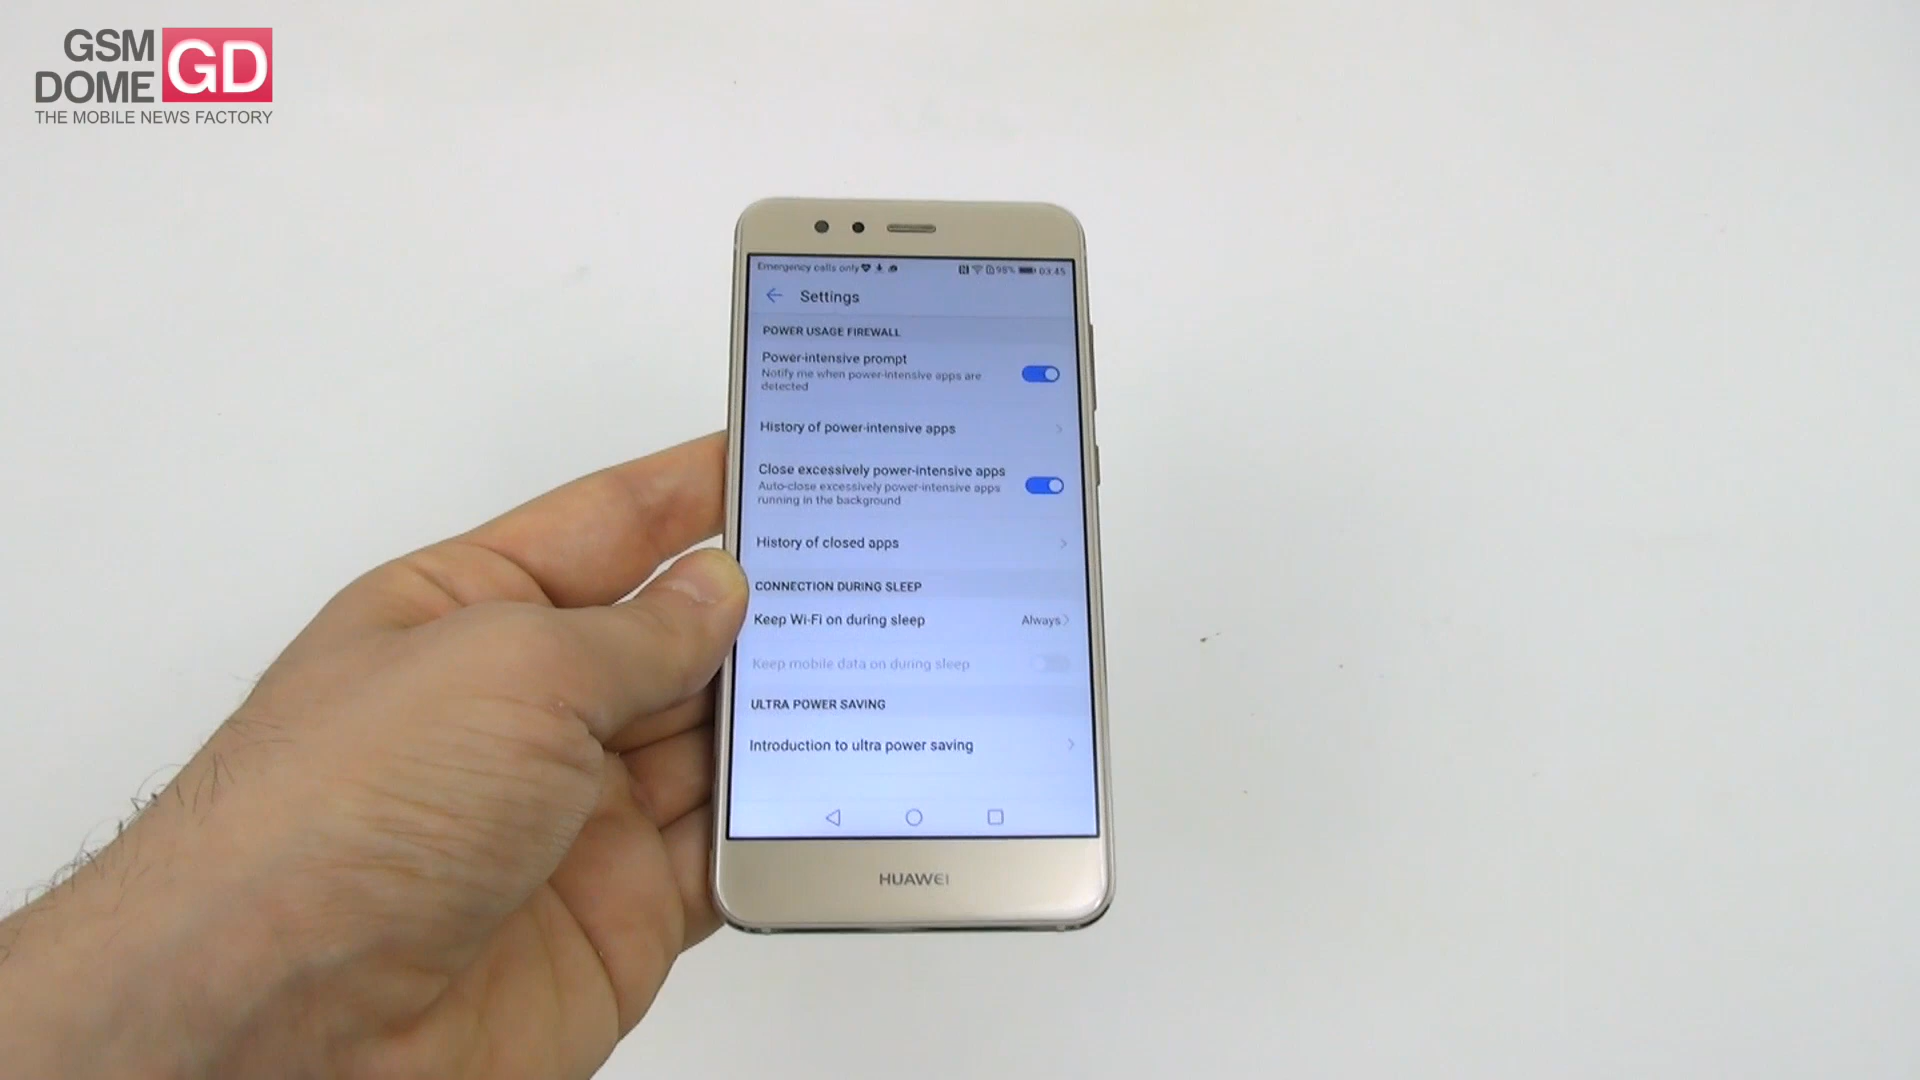 GSM
DOME GD
THE MOBILE NEWS FACTORY
Emergency calls only 98% 03:45
Settings
POWER USAGE FIREWALL
Power-intensive prompt
Notify me when power-intensive apps are
detected
History of power-intensive apps
Close excessively power-intensive apps
Auto-close excessively power-intensive apps
running in the background
History of closed apps
CONNECTION DURING SLEEP
Keep Wi-Fi on during sleep Always
Keep mobile data on during sleep
ULTRA POWER SAVING
Introduction to ultra power saving
HUAWEI